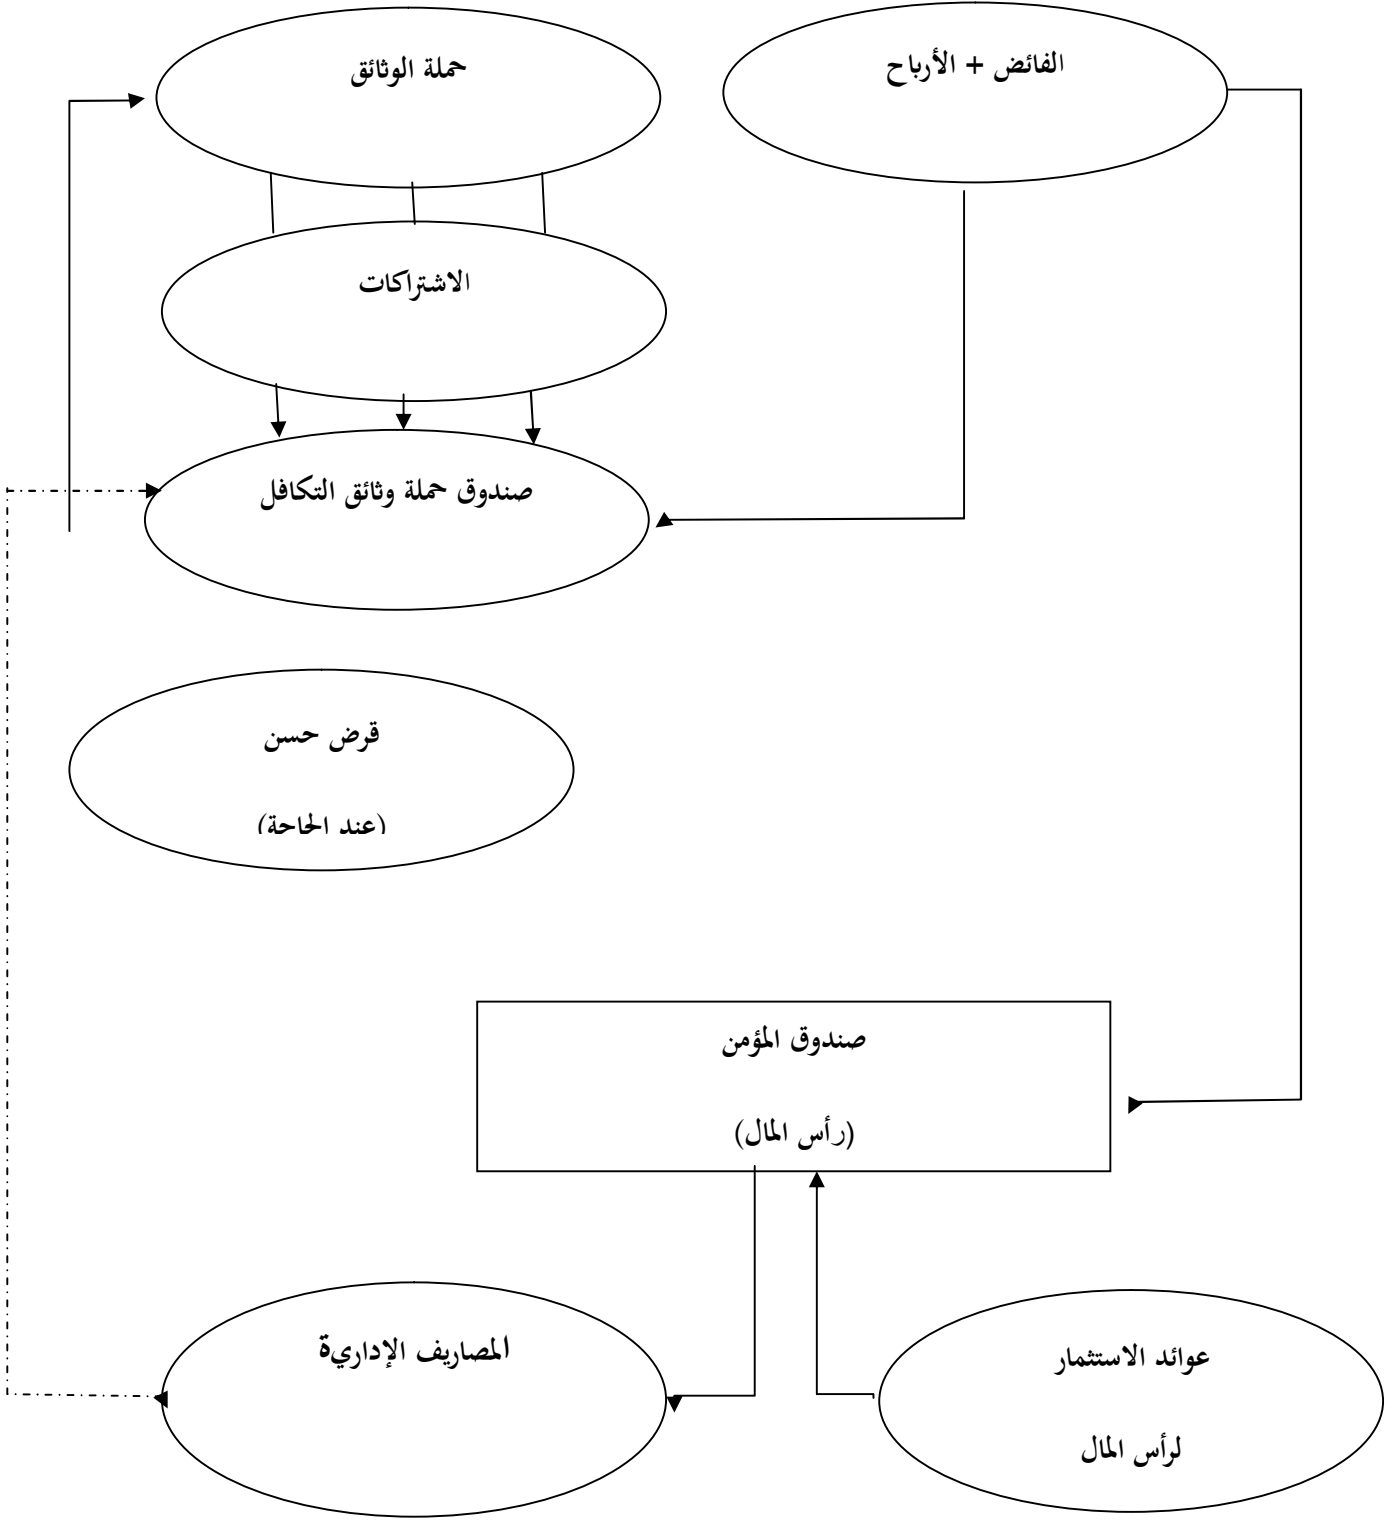 حملة الوثائق
الفائض + الأرباح
الاشتراكات
صندوق حملة وثائق التكافل
قرض حسن
(عند الحاجة)
صندوق المؤمن
(رأس المال)
المصاريف الإدارية
عوائد الاستثمار
لرأس المال